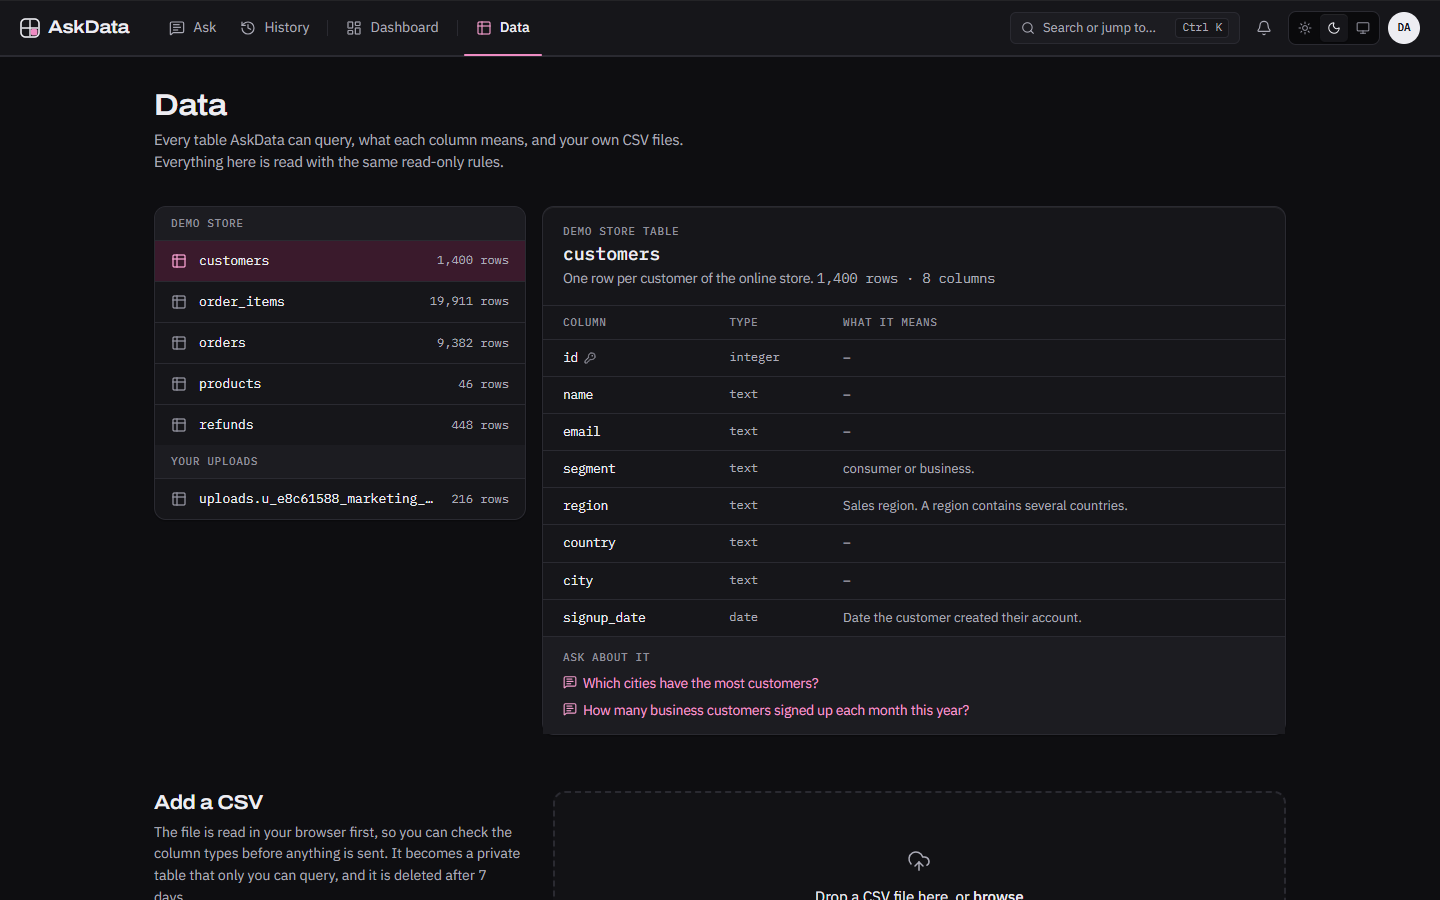 AskData
Ask
History
Dashboard
Data
Search or jump to...
Ctrl K
DA
Data
Every table AskData can query, what each column means, and your own CSV files.
Everything here is read with the same read-only rules.
DEMO STORE
customers 1,400 rows
order_items 19,911 rows
orders 9,382 rows
products 46 rows
refunds 448 rows
YOUR UPLOADS
uploads.u_e8c61588_marketing_… 216 rows
DEMO STORE TABLE
customers
One row per customer of the online store. 1,400 rows · 8 columns
COLUMN TYPE WHAT IT MEANS
id integer –
name text –
email text –
segment text consumer or business.
region text Sales region. A region contains several countries.
country text –
city text –
signup_date date Date the customer created their account.
ASK ABOUT IT
Which cities have the most customers?
How many business customers signed up each month this year?
Add a CSV
The file is read in your browser first, so you can check the
column types before anything is sent. It becomes a private
table that only you can query, and it is deleted after 7
days.
Drop a CSV file here, or browse